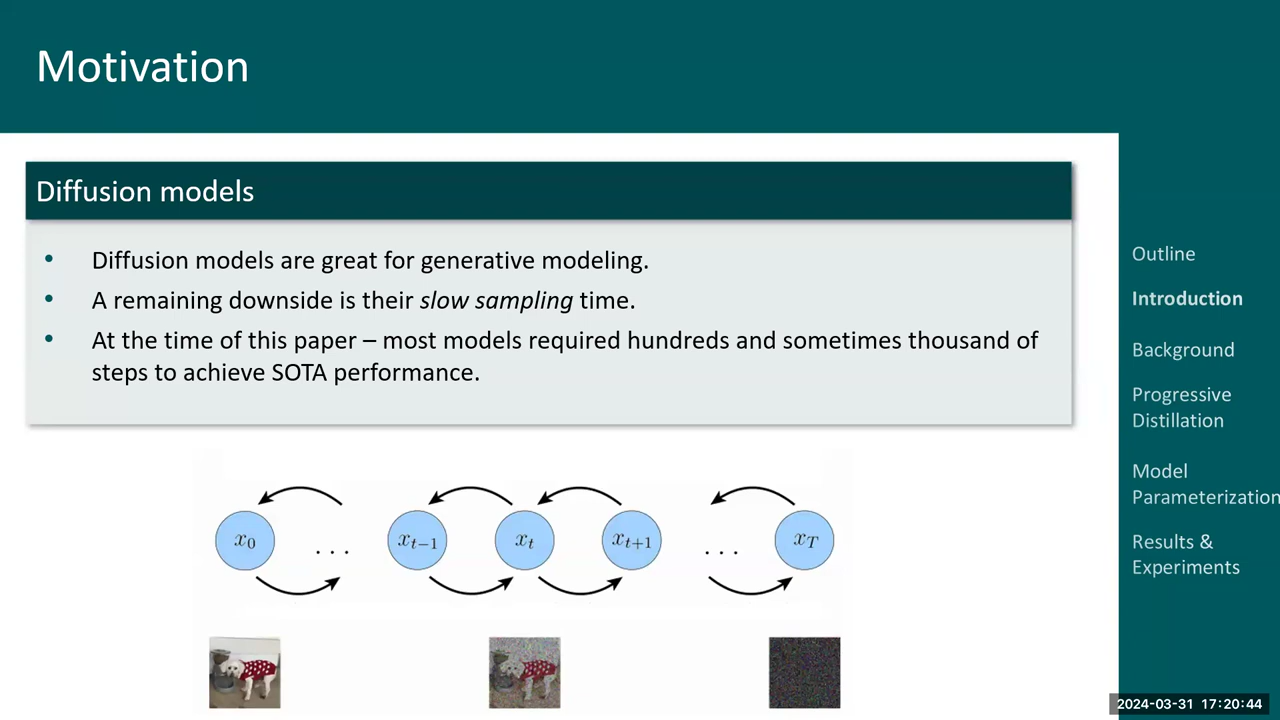 Motivation
Diffusion models
• Diffusion models are great for generative modeling.
• A remaining downside is their slow sampling time.
• At the time of this paper – most models required hundreds and sometimes thousand of
steps to achieve SOTA performance.
x_0 . . . x_{t−1} x_t x_{t+1} . . . x_T
Outline
Introduction
Background
Progressive
Distillation
Model
Parameterization
Results &
Experiments
2024-03-31 17:20:44